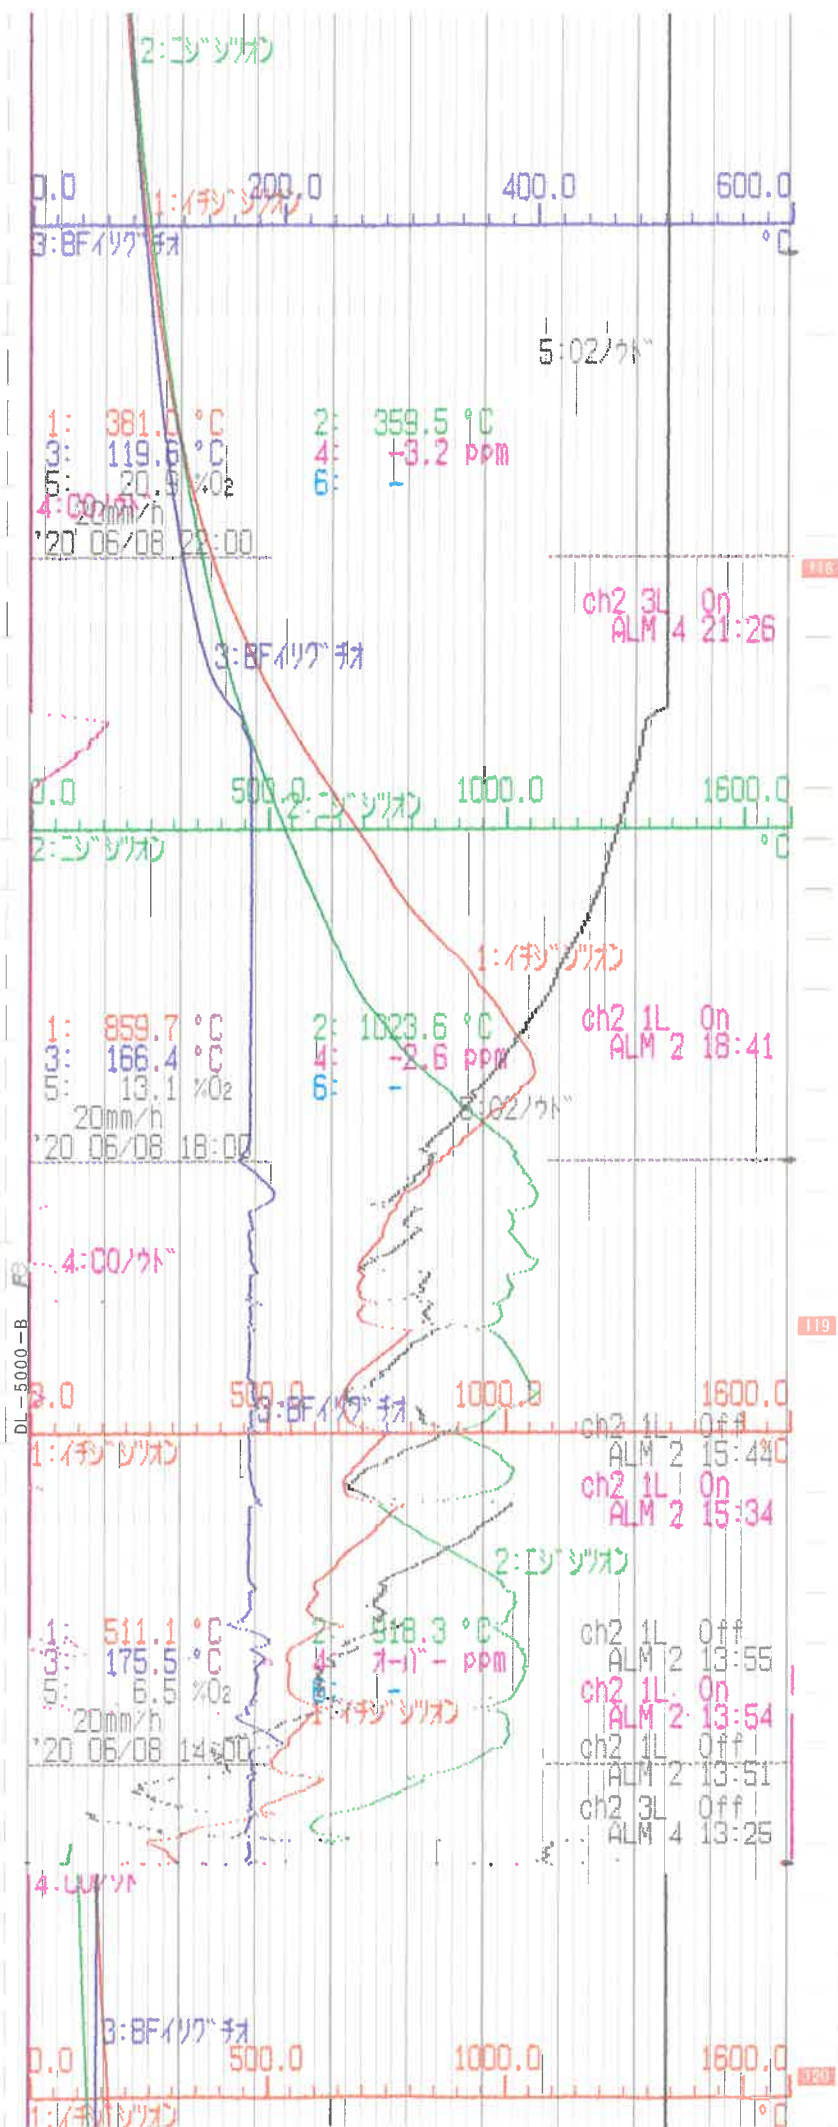 2:ニジシツオン
0.0 200.0 400.0 600.0
1:イチジシツオン
3:BFイリグチオ °C
5:O2ノウド
1: 381.0 °C 2: 359.5 °C
3: 119.6 °C 4: -3.2 ppm
5: 20.9 %O2 6: -
4:COノウド
20mm/h
'20 06/08 22:00
118
ch2 3L On
ALM 4 21:26
3:BFイリグチオ
0.0 500.0 1000.0 1600.0
2:ニジシツオン
2:ニジシツオン °C
1:イチジシツオン
1: 859.7 °C 2: 1023.6 °C
3: 166.4 °C 4: -2.6 ppm
5: 13.1 %O2 6: -
ch2 1L On
ALM 2 18:41
5:O2ノウド
20mm/h
'20 06/08 18:00
4:COノウド
DL-5000-B
119
0.0 500.0 1000.0 1600.0
3:BFイリグチオ
1:イチジシツオン °C
ch2 1L Off
ALM 2 15:44
ch2 1L On
ALM 2 15:34
2:ニジシツオン
1: 511.1 °C 2: 918.3 °C
3: 175.5 °C 4: オーバー ppm
5: 6.5 %O2 6: -
ch2 1L Off
ALM 2 13:55
ch2 1L On
ALM 2 13:54
1:イチジシツオン
20mm/h
'20 06/08 14:00
ch2 1L Off
ALM 2 13:51
ch2 3L Off
ALM 4 13:25
4:COノウド
3:BFイリグチオ
0.0 500.0 1000.0 1600.0
120
1:イチジシツオン °C